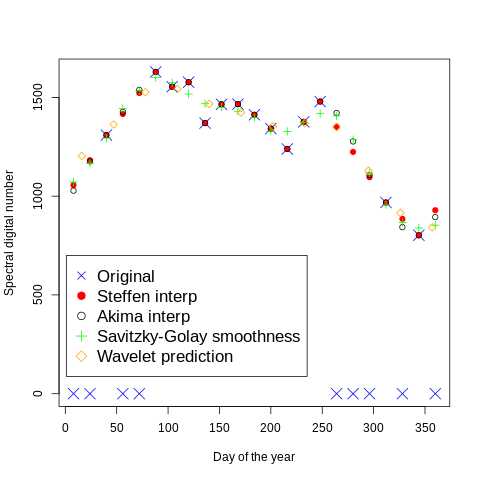 1500
1000
500
0
Spectral digital number
Original
Steffen interp
Akima interp
Savitzky-Golay smoothness
Wavelet prediction
0 50 100 150 200 250 300 350
Day of the year